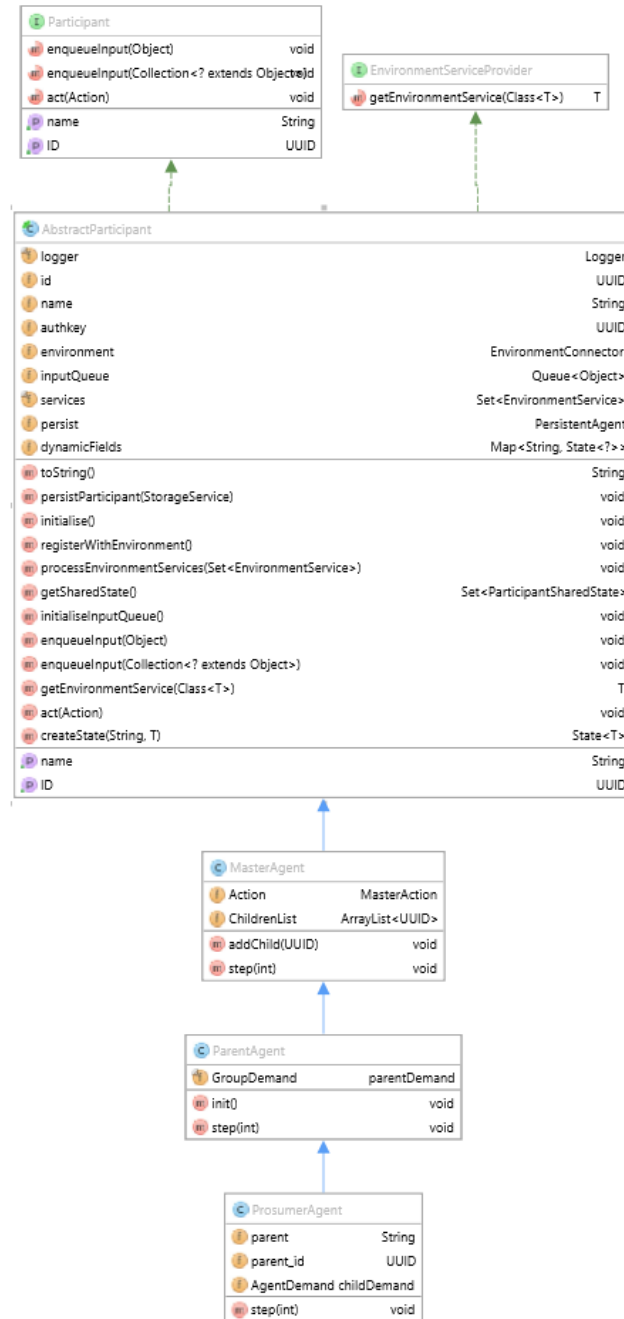 Participant
enqueueInput(Object) void
enqueueInput(Collection<? extends Object>) void
act(Action) void
name String
ID UUID
EnvironmentServiceProvider
getEnvironmentService(Class<T>) T
AbstractParticipant
logger Logger
id UUID
name String
authkey UUID
environment EnvironmentConnector
inputQueue Queue<Object>
services Set<EnvironmentService>
persist PersistentAgent
dynamicFields Map<String, State<?>>
toString() String
persistParticipant(StorageService) void
initialise() void
registerWithEnvironment() void
processEnvironmentServices(Set<EnvironmentService>) void
getSharedState() Set<ParticipantSharedState>
initialiseInputQueue() void
enqueueInput(Object) void
enqueueInput(Collection<? extends Object>) void
getEnvironmentService(Class<T>) T
act(Action) void
createState(String, T) State<T>
name String
ID UUID
MasterAgent
Action MasterAction
ChildrenList ArrayList<UUID>
addChild(UUID) void
step(int) void
ParentAgent
GroupDemand parentDemand
init() void
step(int) void
ProsumerAgent
parent String
parent_id UUID
AgentDemand childDemand
step(int) void